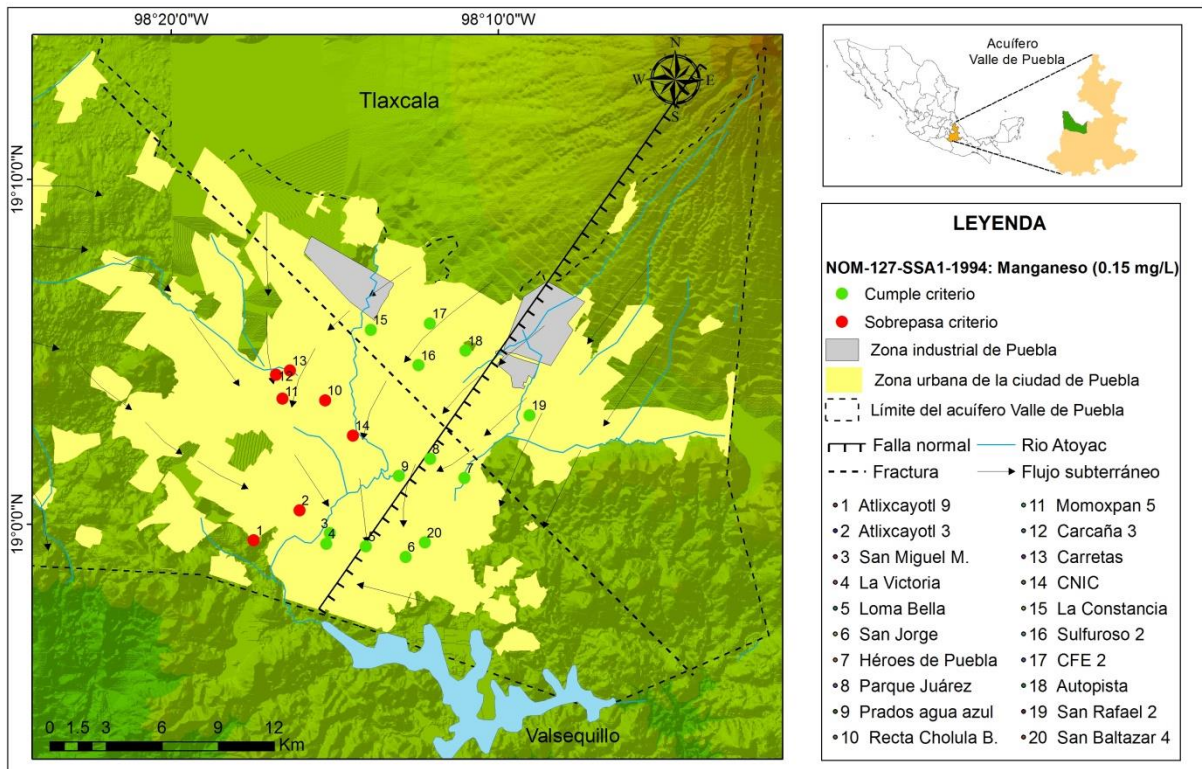 98°20'0"W
98°10'0"W
19°10'0"N
19°0'0"N
Tlaxcala
N
W
E
S
15
17
18
16
13
12
11
10
14
19
8
9
7
2
3
1
4
5
20
6
0 1.5 3 6 9 12
Km
Valsequillo
Acuífero
Valle de Puebla
LEYENDA
NOM-127-SSA1-1994: Manganeso (0.15 mg/L)
Cumple criterio
Sobrepasa criterio
Zona industrial de Puebla
Zona urbana de la ciudad de Puebla
Límite del acuífero Valle de Puebla
Falla normal
Rio Atoyac
Fractura
Flujo subterráneo
1 Atlixcayotl 9
2 Atlixcayotl 3
3 San Miguel M.
4 La Victoria
5 Loma Bella
6 San Jorge
7 Héroes de Puebla
8 Parque Juárez
9 Prados agua azul
10 Recta Cholula B.
11 Momoxpan 5
12 Carcaña 3
13 Carretas
14 CNIC
15 La Constancia
16 Sulfuroso 2
17 CFE 2
18 Autopista
19 San Rafael 2
20 San Baltazar 4